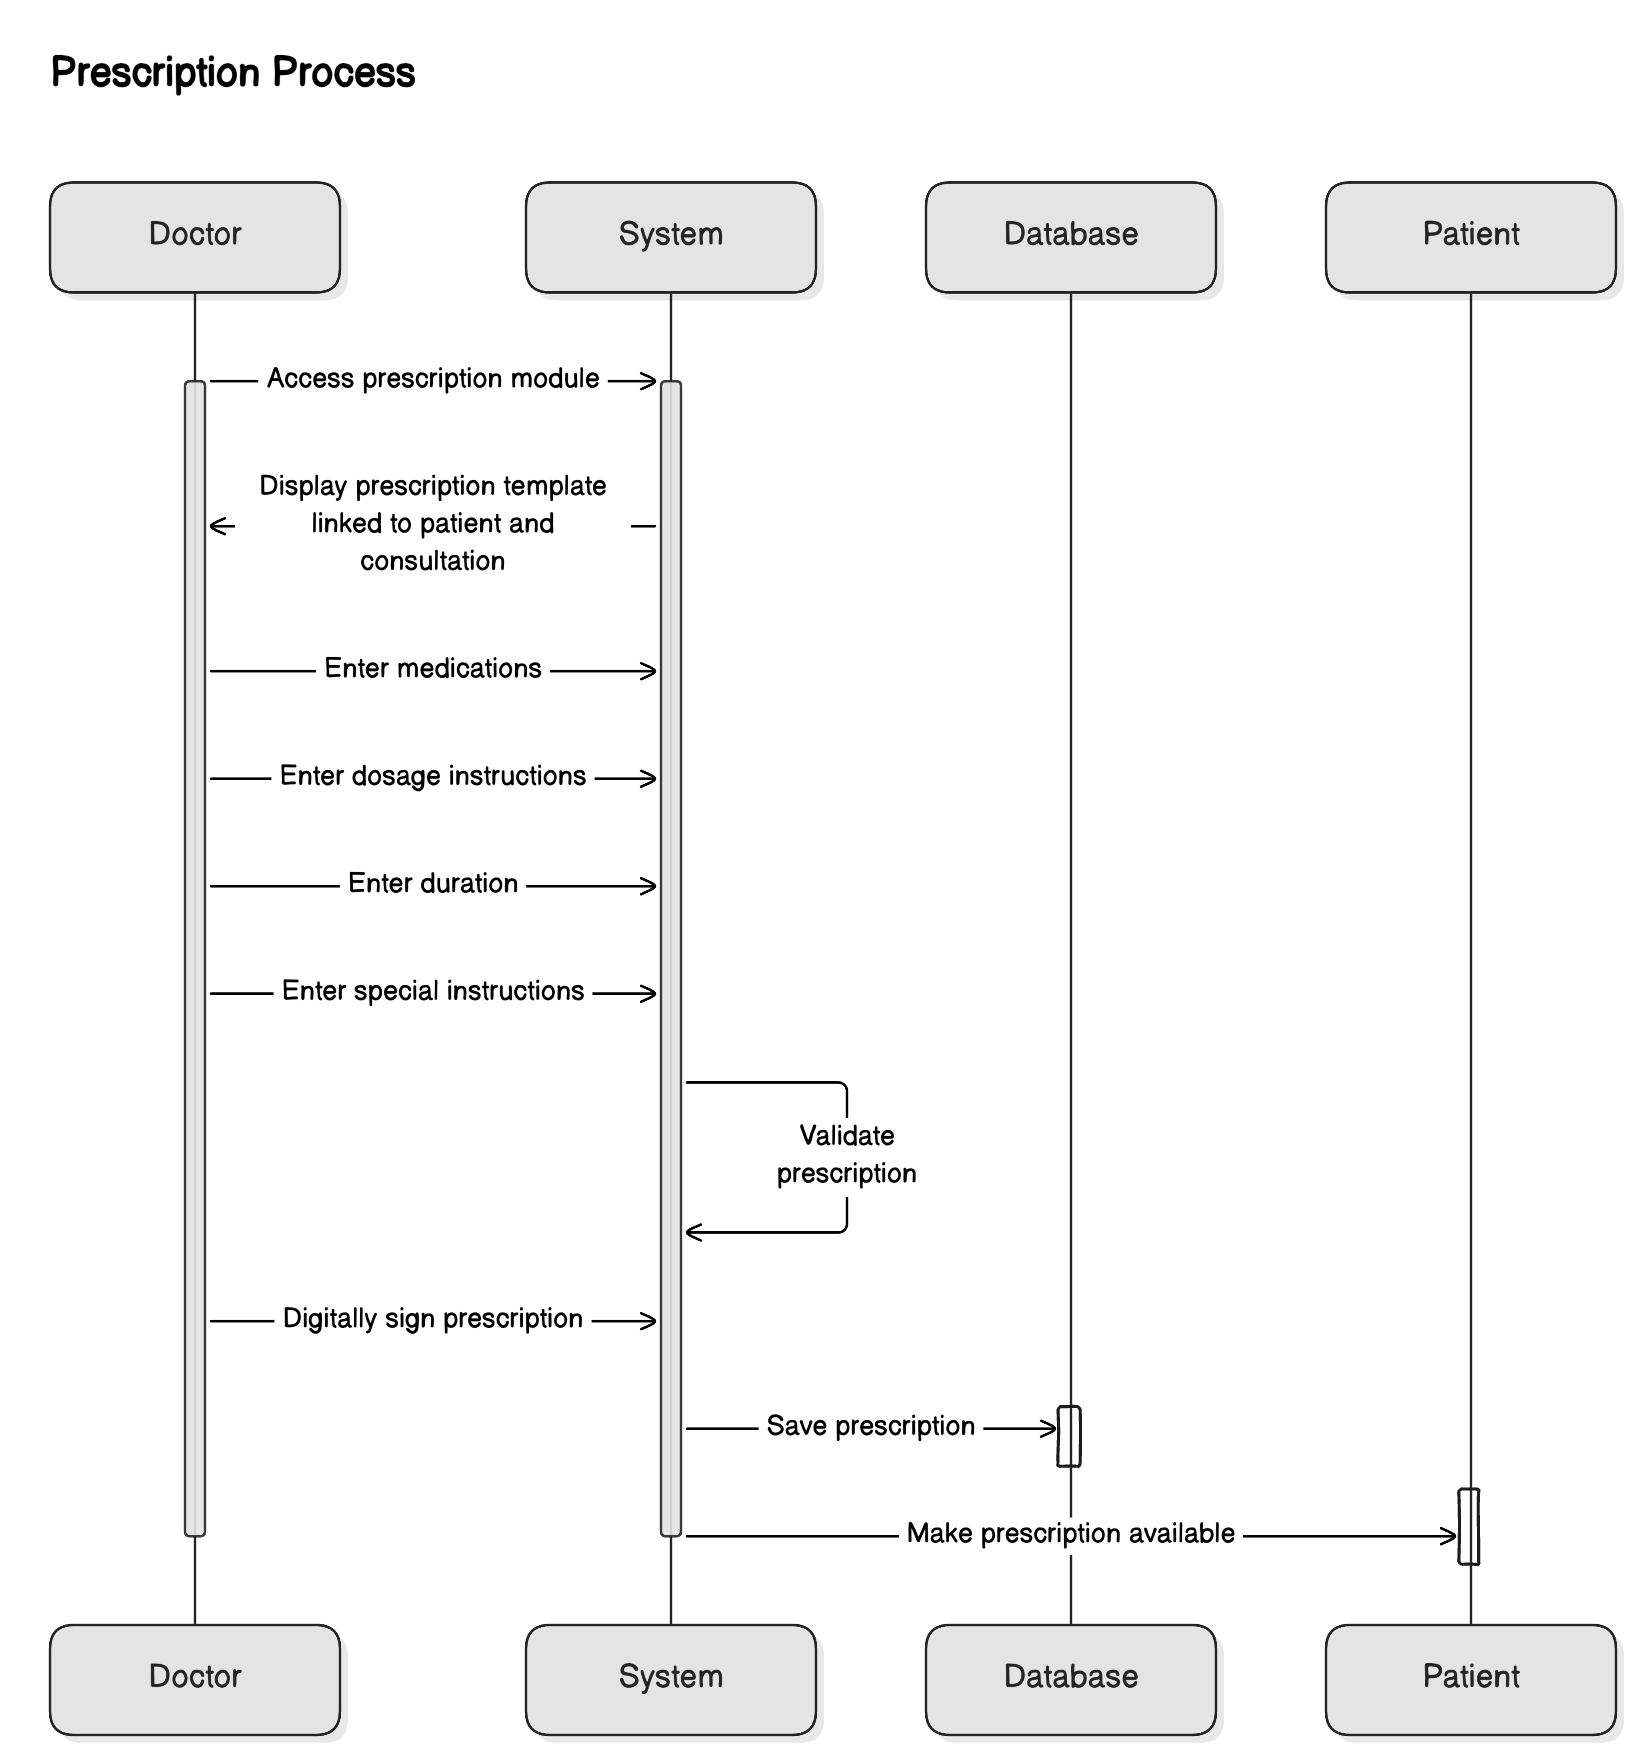 Prescription Process
Doctor
System
Database
Patient
Access prescription module
Display prescription template
linked to patient and
consultation
Enter medications
Enter dosage instructions
Enter duration
Enter special instructions
Validate
prescription
Digitally sign prescription
Save prescription
Make prescription available
Doctor
System
Database
Patient